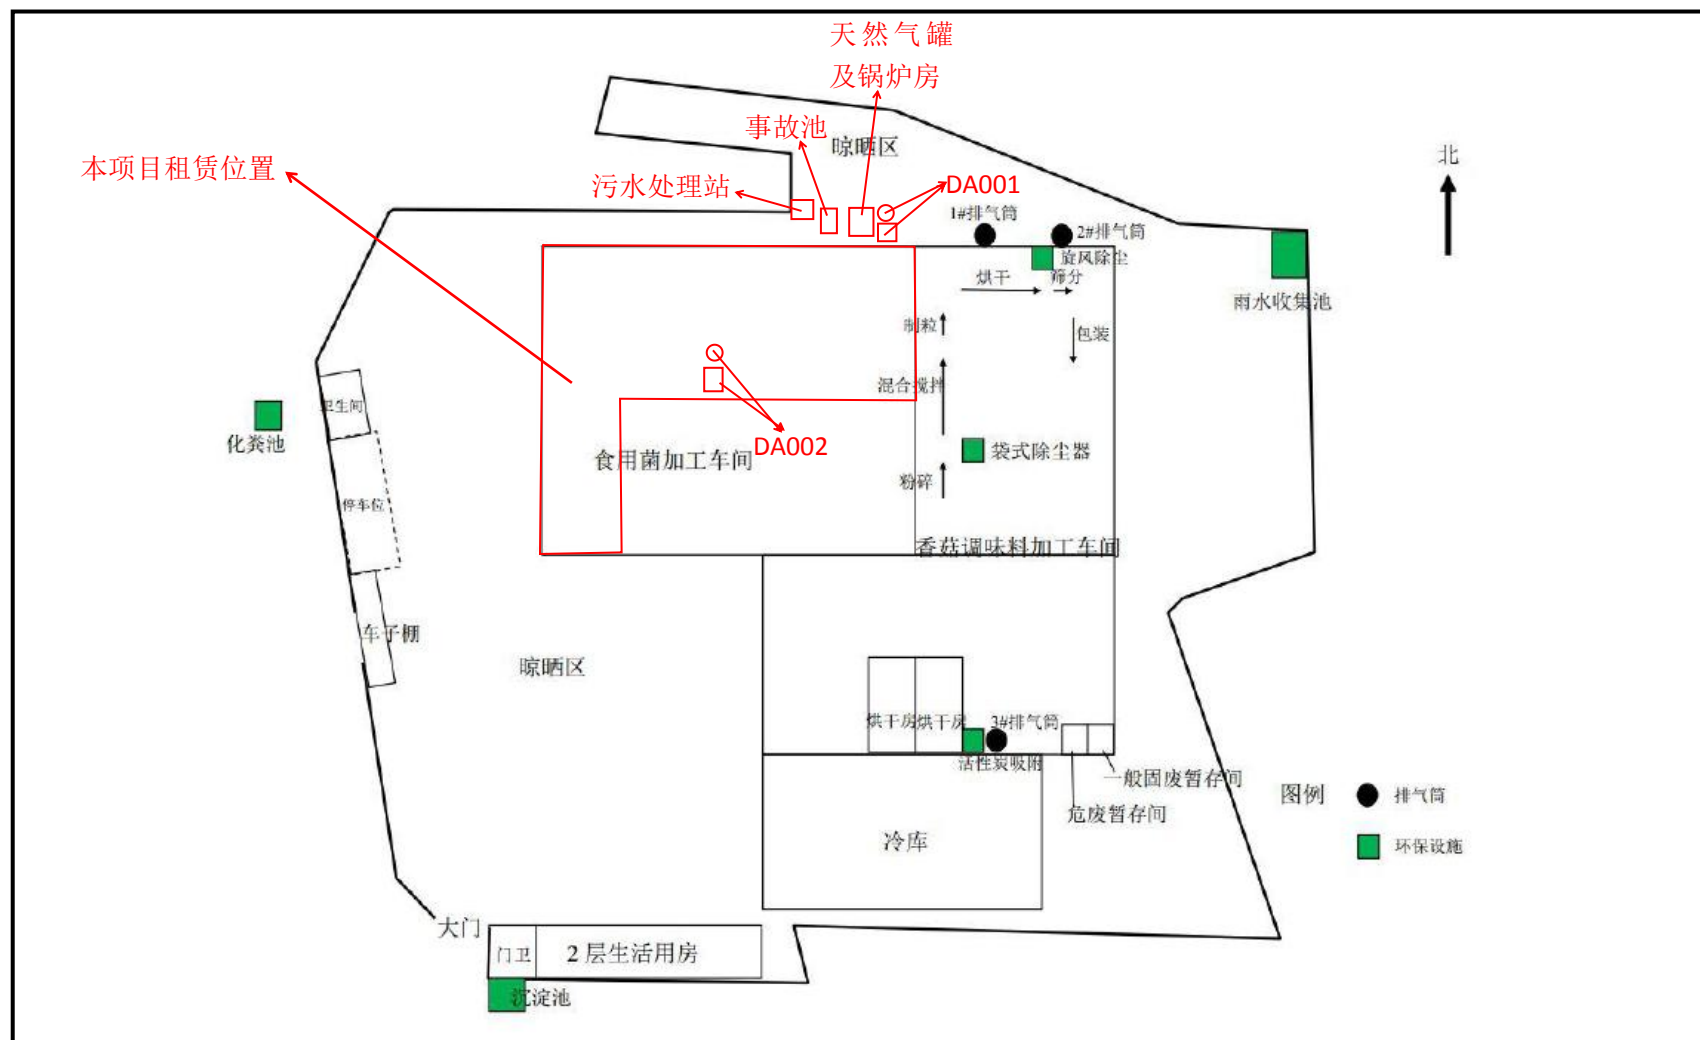 天然气罐
及锅炉房
事故池
晾晒区
北
本项目租赁位置
污水处理站
DA001
1#排气筒
2#排气筒
旋风除尘
烘干
筛分
雨水收集池
制粒
包装
混合搅拌
卫生间
化粪池
DA002
食用菌加工车间
袋式除尘器
粉碎
停车位
香菇调味料加工车间
车子棚
晾晒区
烘干房
烘干房
3#排气筒
活性炭吸附
一般固废暂存间
危废暂存间
图例
排气筒
冷库
环保设施
大门
门卫
2 层生活用房
沉淀池